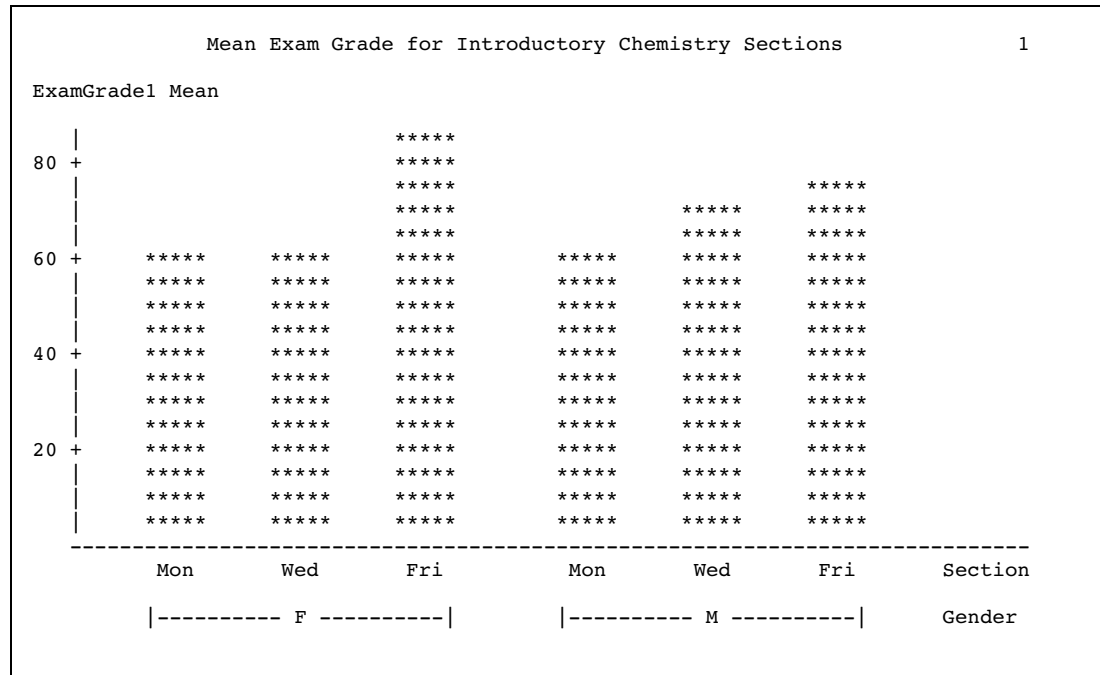 Mean Exam Grade for Introductory Chemistry Sections 1
ExamGrade1 Mean
| *****
80 + *****
| ***** *****
| ***** ***** *****
| ***** ***** *****
60 + ***** ***** ***** ***** ***** *****
| ***** ***** ***** ***** ***** *****
| ***** ***** ***** ***** ***** *****
| ***** ***** ***** ***** ***** *****
40 + ***** ***** ***** ***** ***** *****
| ***** ***** ***** ***** ***** *****
| ***** ***** ***** ***** ***** *****
| ***** ***** ***** ***** ***** *****
20 + ***** ***** ***** ***** ***** *****
| ***** ***** ***** ***** ***** *****
| ***** ***** ***** ***** ***** *****
| ***** ***** ***** ***** ***** *****
-----------------------------------------------------------------------------
Mon Wed Fri Mon Wed Fri Section
|---------- F ----------| |---------- M ----------| Gender